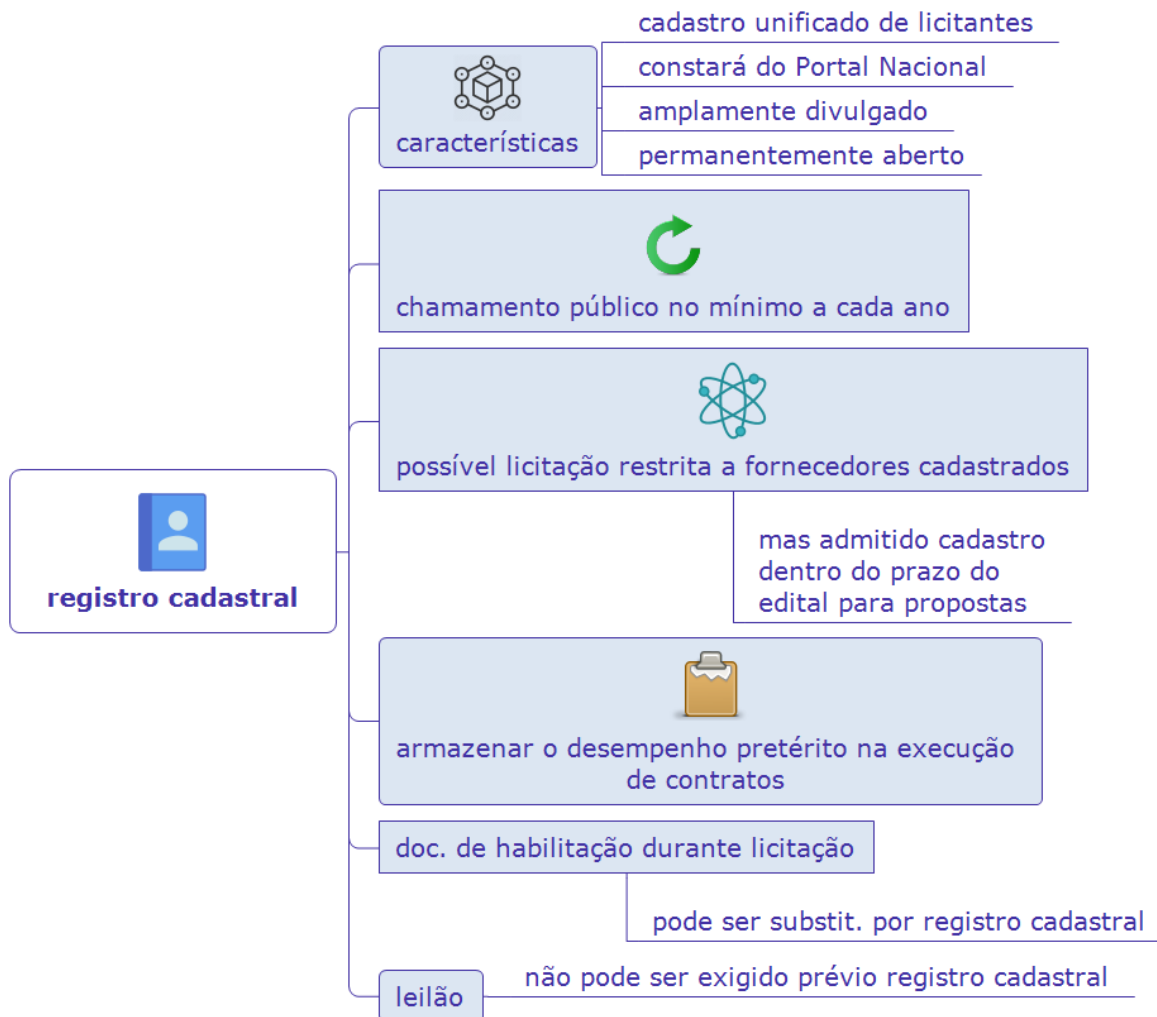 cadastro unificado de licitantes
constará do Portal Nacional
características
amplamente divulgado
permanentemente aberto
chamamento público no mínimo a cada ano
possível licitação restrita a fornecedores cadastrados
mas admitido cadastro
dentro do prazo do
edital para propostas
registro cadastral
armazenar o desempenho pretérito na execução
de contratos
doc. de habilitação durante licitação
pode ser substit. por registro cadastral
leilão
não pode ser exigido prévio registro cadastral